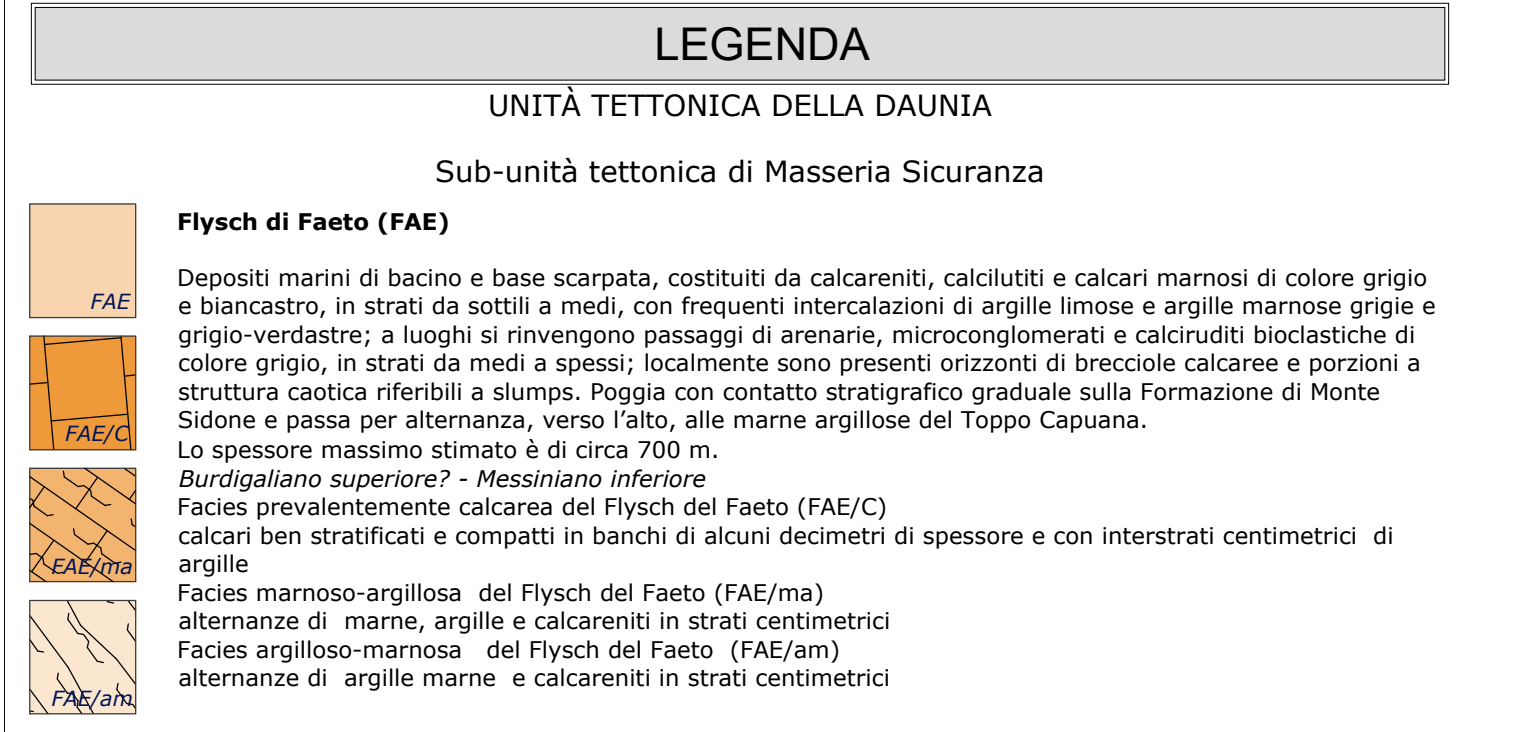 LEGENDA
UNITÀ TETTONICA DELLA DAUNIA
Sub-unità tettonica di Masseria Sicuranza
FAE
FAE/C
FAE/ma
FAE/am
Flysch di Faeto (FAE)
Depositi marini di bacino e base scarpata, costituiti da calcareniti, calcilutiti e calcari marnosi di colore grigio
e biancastro, in strati da sottili a medi, con frequenti intercalazioni di argille limose e argille marnose grigie e
grigio-verdastre; a luoghi si rinvengono passaggi di arenarie, microconglomerati e calciruditi bioclastiche di
colore grigio, in strati da medi a spessi; localmente sono presenti orizzonti di brecciole calcaree e porzioni a
struttura caotica riferibili a slumps. Poggia con contatto stratigrafico graduale sulla Formazione di Monte
Sidone e passa per alternanza, verso l'alto, alle marne argillose del Toppo Capuana.
Lo spessore massimo stimato è di circa 700 m.
Burdigaliano superiore? - Messiniano inferiore
Facies prevalentemente calcarea del Flysch del Faeto (FAE/C)
calcari ben stratificati e compatti in banchi di alcuni decimetri di spessore e con interstrati centimetrici di
argille
Facies marnoso-argillosa del Flysch del Faeto (FAE/ma)
alternanze di marne, argille e calcareniti in strati centimetrici
Facies argilloso-marnosa del Flysch del Faeto (FAE/am)
alternanze di argille marne e calcareniti in strati centimetrici